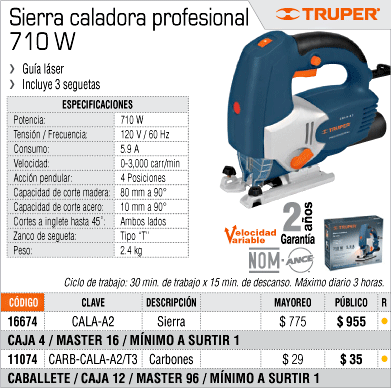 Sierra caladora profesional
710 W
TRUPER
Guía láser
Incluye 3 seguetas
ESPECIFICACIONES
Potencia: 710 W
Tensión / Frecuencia: 120 V / 60 Hz
Consumo: 5.9 A
Velocidad: 0-3,000 carr/min
Acción pendular: 4 Posiciones
Capacidad de corte madera: 80 mm a 90°
Capacidad de corte acero: 10 mm a 90°
Cortes a inglete hasta 45°: Ambos lados
Zanco de segueta: Tipo "T"
Peso: 2.4 kg
Velocidad
Variable
2 años
Garantía
TRUPER
NOM ANCE
Ciclo de trabajo: 30 min. de trabajo x 15 min. de descanso. Máximo diario 3 horas.
CÓDIGO CLAVE DESCRIPCIÓN MAYOREO PÚBLICO R
16674 CALA-A2 Sierra $ 775 $ 955
CAJA 4 / MASTER 16 / MÍNIMO A SURTIR 1
11074 CARB-CALA-A2/T3 Carbones $ 29 $ 35
CABALLETE / CAJA 12 / MASTER 96 / MÍNIMO A SURTIR 1